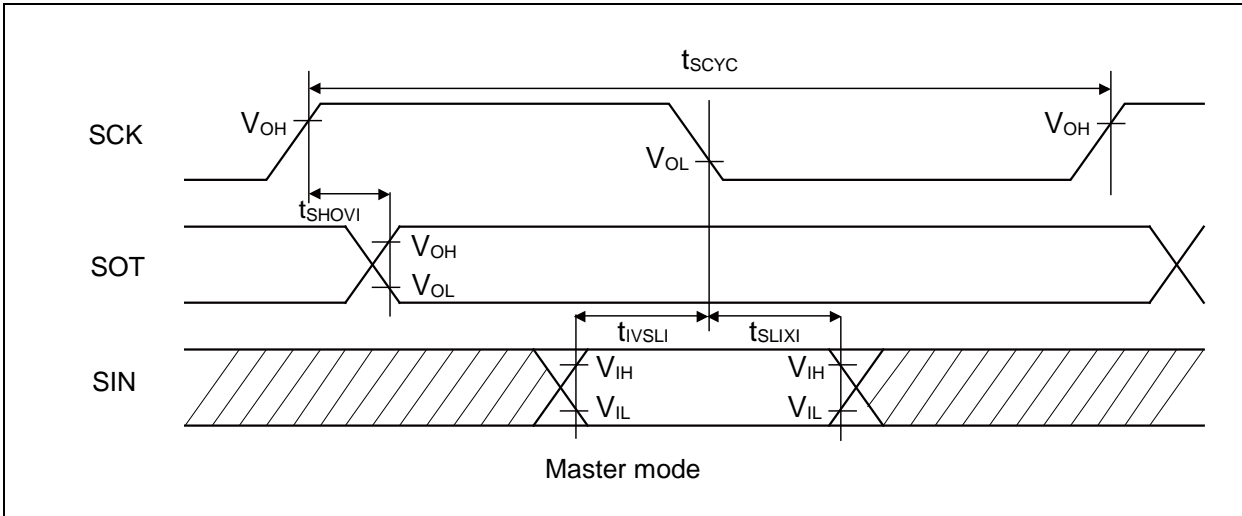 tSCYC
SCK
VOH
VOL
VOH
tSHOVI
SOT
VOH
VOL
tIVSLI
tSLIXI
SIN
VIH
VIL
VIH
VIL
Master mode